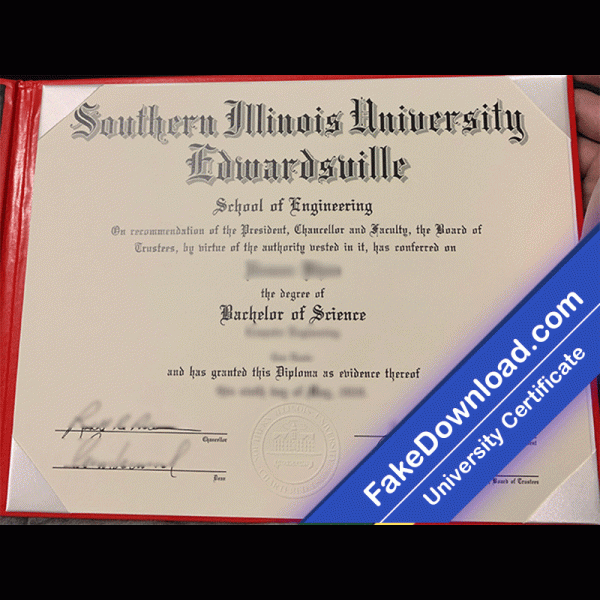 Southern Illinois University
Edwardsville
School of Engineering
On recommendation of the President, Chancellor and Faculty, the Board of
Trustees, by virtue of the authority vested in it, has conferred on
the degree of
Bachelor of Science
Computer Engineering
and has granted this Diploma as evidence thereof
Chancellor
Dean
Board of Trustees
FakeDownload.com
University Certificate